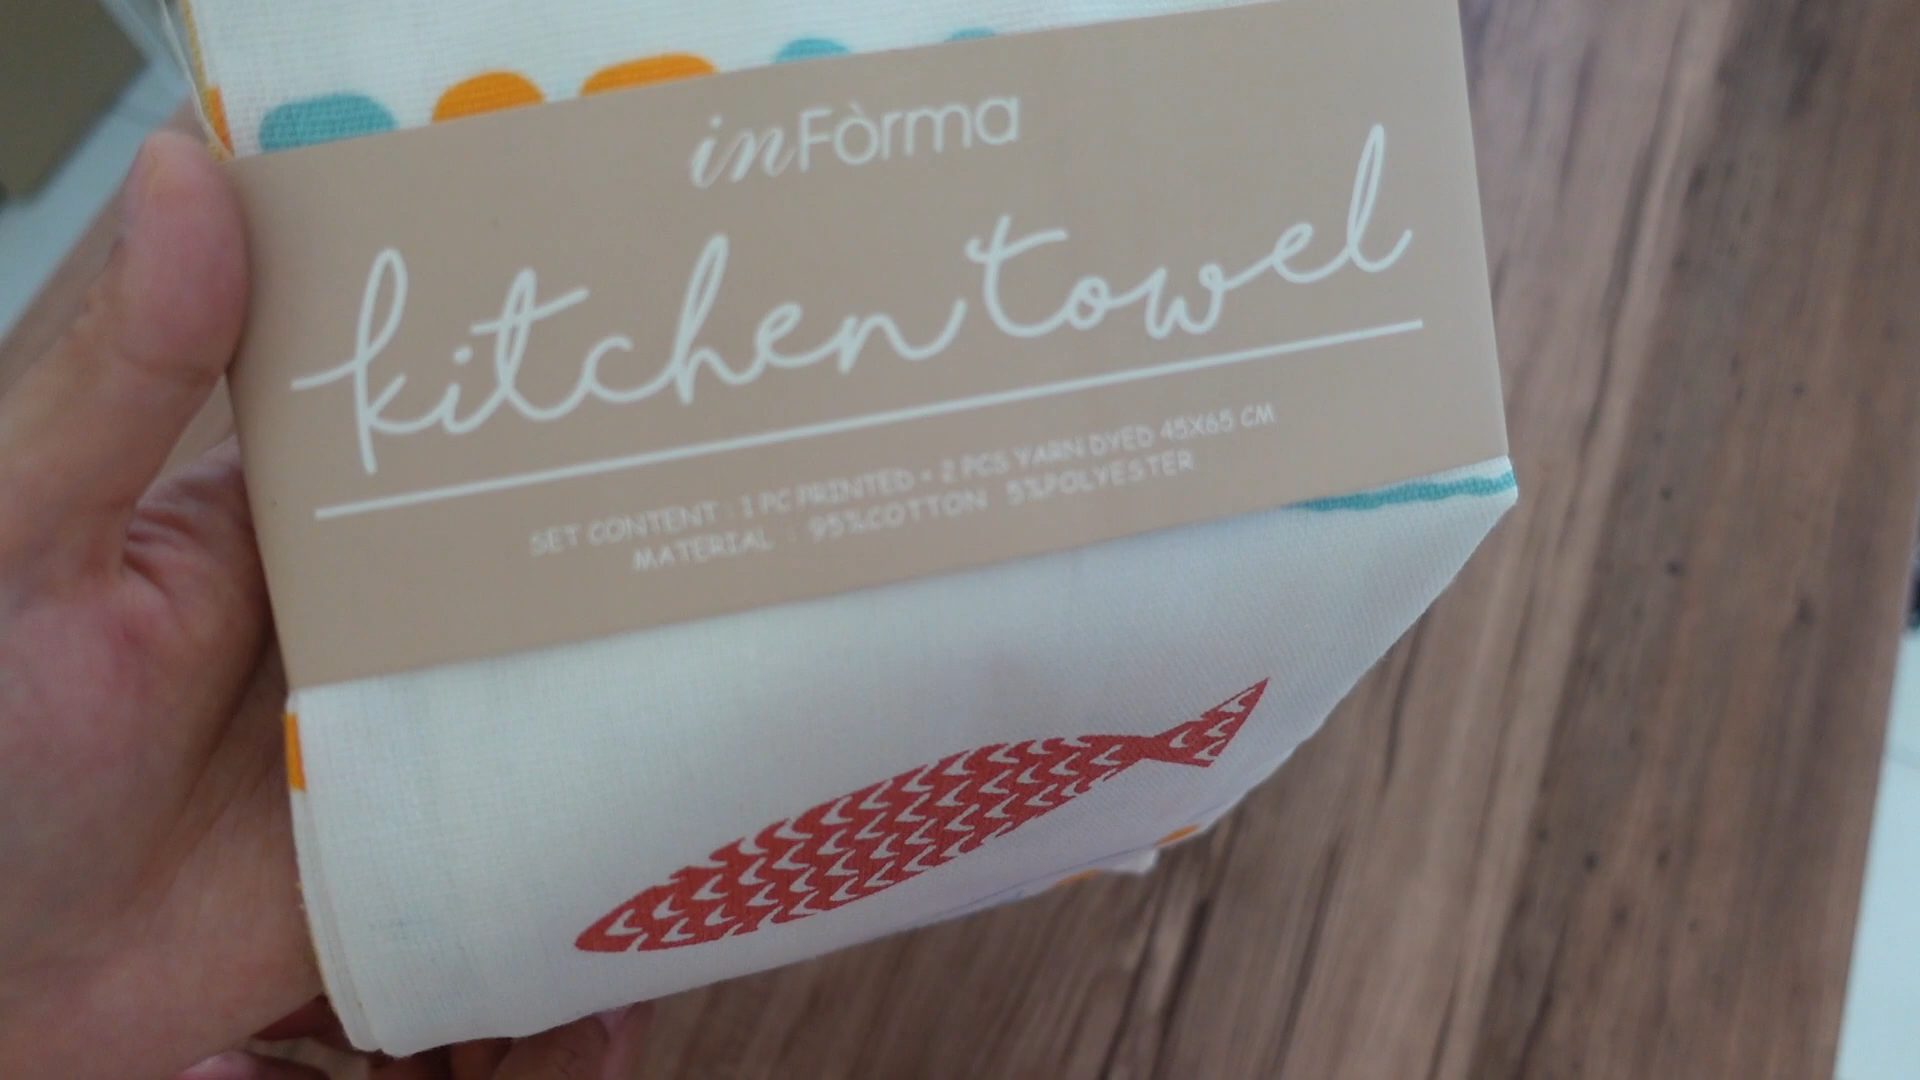 inFòrma
kitchen towel
SET CONTENT : 1 PC PRINTED + 2 PCS YARN DYED 45X65 CM
MATERIAL : 95%COTTON 5%POLYESTER